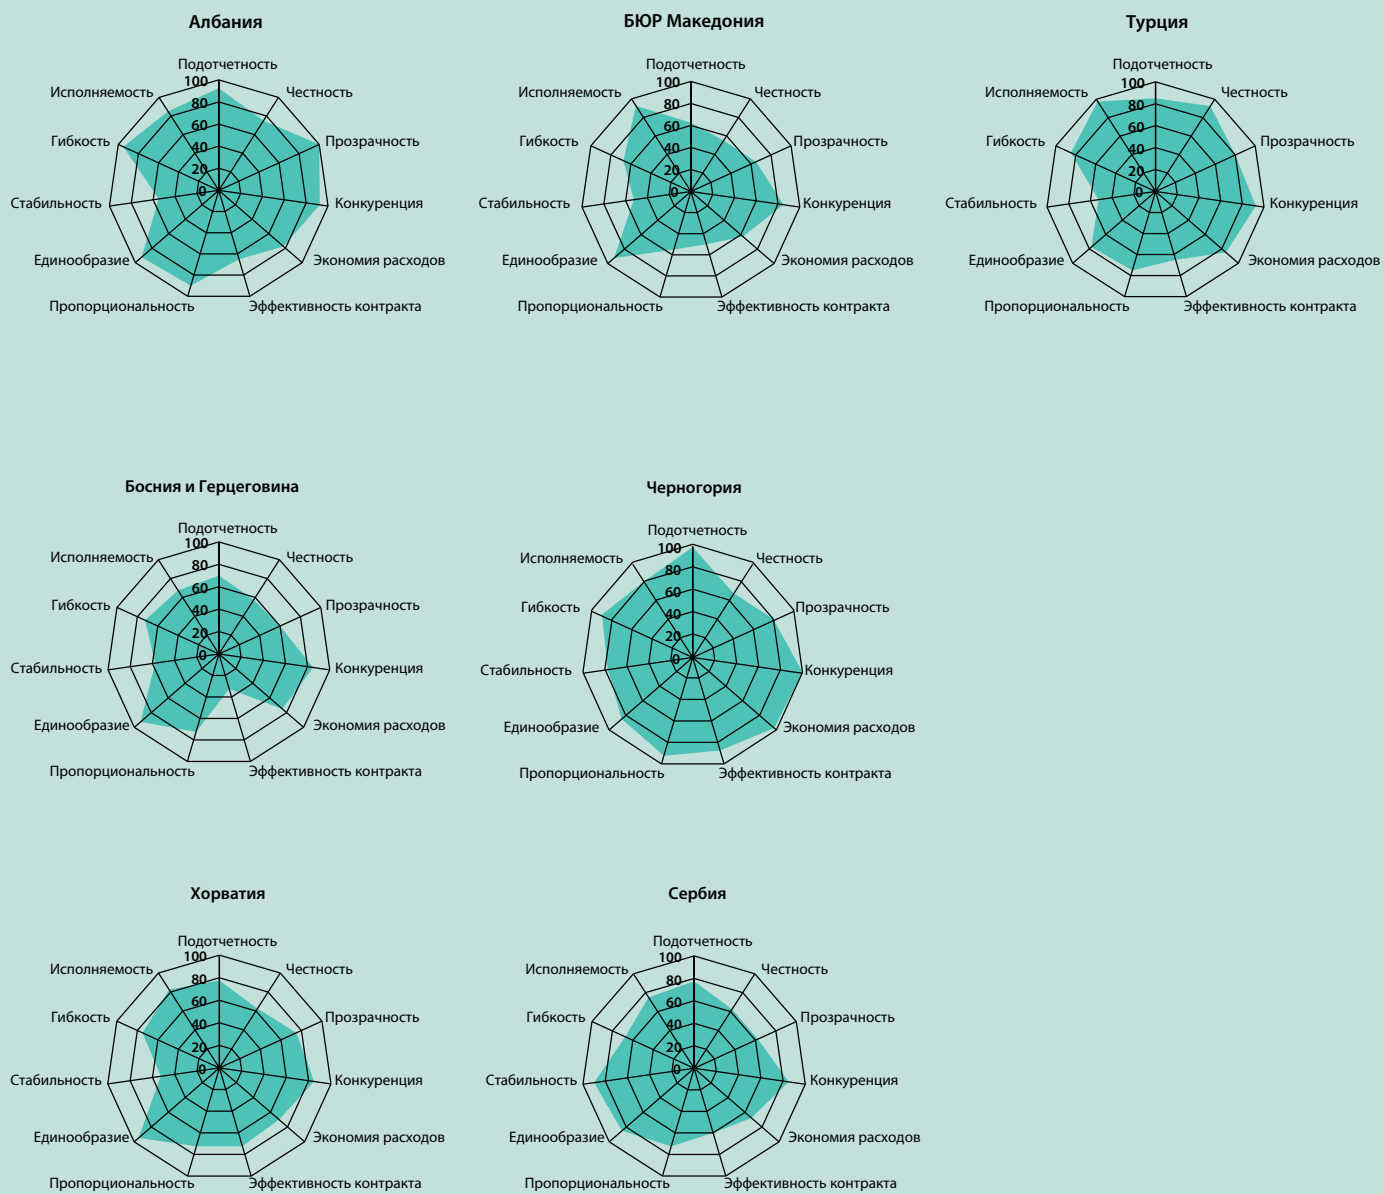 Албания
Подотчетность
Честность
Прозрачность
Конкуренция
Экономия расходов
Эффективность контракта
Пропорциональность
Единообразие
Стабильность
Гибкость
Исполняемость
100
80
60
40
20
0
БЮР Македония
Подотчетность
Честность
Прозрачность
Конкуренция
Экономия расходов
Эффективность контракта
Пропорциональность
Единообразие
Стабильность
Гибкость
Исполняемость
100
80
60
40
20
0
Турция
Подотчетность
Честность
Прозрачность
Конкуренция
Экономия расходов
Эффективность контракта
Пропорциональность
Единообразие
Стабильность
Гибкость
Исполняемость
100
80
60
40
20
0
Босния и Герцеговина
Подотчетность
Честность
Прозрачность
Конкуренция
Экономия расходов
Эффективность контракта
Пропорциональность
Единообразие
Стабильность
Гибкость
Исполняемость
100
80
60
40
20
0
Черногория
Подотчетность
Честность
Прозрачность
Конкуренция
Экономия расходов
Эффективность контракта
Пропорциональность
Единообразие
Стабильность
Гибкость
Исполняемость
100
80
60
40
20
0
Хорватия
Подотчетность
Честность
Прозрачность
Конкуренция
Экономия расходов
Эффективность контракта
Пропорциональность
Единообразие
Стабильность
Гибкость
Исполняемость
100
80
60
40
20
0
Сербия
Подотчетность
Честность
Прозрачность
Конкуренция
Экономия расходов
Эффективность контракта
Пропорциональность
Единообразие
Стабильность
Гибкость
Исполняемость
100
80
60
40
20
0